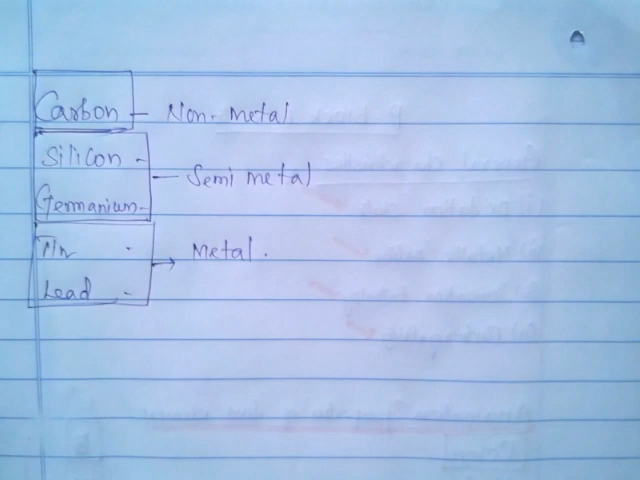 Carbon - Non-metal
Silicon -
- Semi metal
Germanium -
Tin -
→ Metal.
Lead -